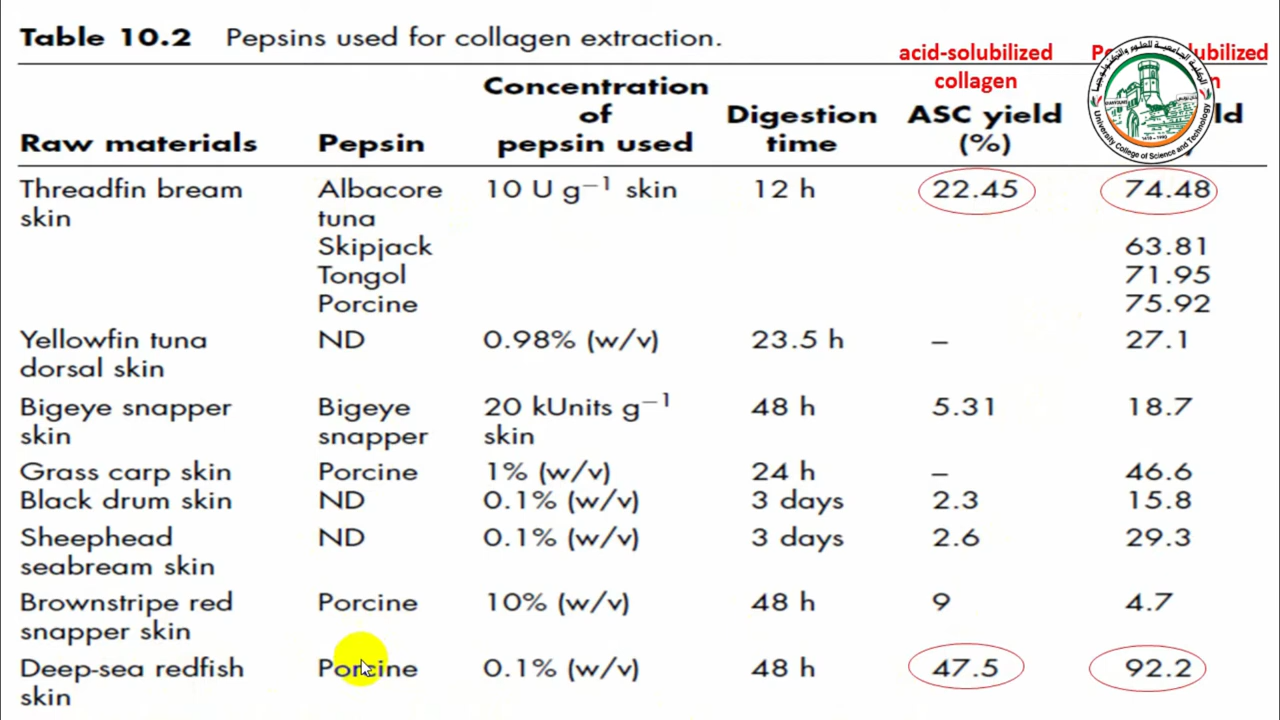 Table 10.2 Pepsins used for collagen extraction.
acid-solubilized
collagen
Raw materials Pepsin Concentration of pepsin used Digestion time ASC yield (%)
Threadfin bream skin Albacore tuna 10 U g⁻¹ skin 12 h 22.45 74.48
Skipjack 63.81
Tongol 71.95
Porcine 75.92
Yellowfin tuna dorsal skin ND 0.98% (w/v) 23.5 h – 27.1
Bigeye snapper skin Bigeye snapper 20 kUnits g⁻¹ skin 48 h 5.31 18.7
Grass carp skin Porcine 1% (w/v) 24 h – 46.6
Black drum skin ND 0.1% (w/v) 3 days 2.3 15.8
Sheephead seabream skin ND 0.1% (w/v) 3 days 2.6 29.3
Brownstripe red snapper skin Porcine 10% (w/v) 48 h 9 4.7
Deep-sea redfish skin Porcine 0.1% (w/v) 48 h 47.5 92.2
University College of Science and Technology